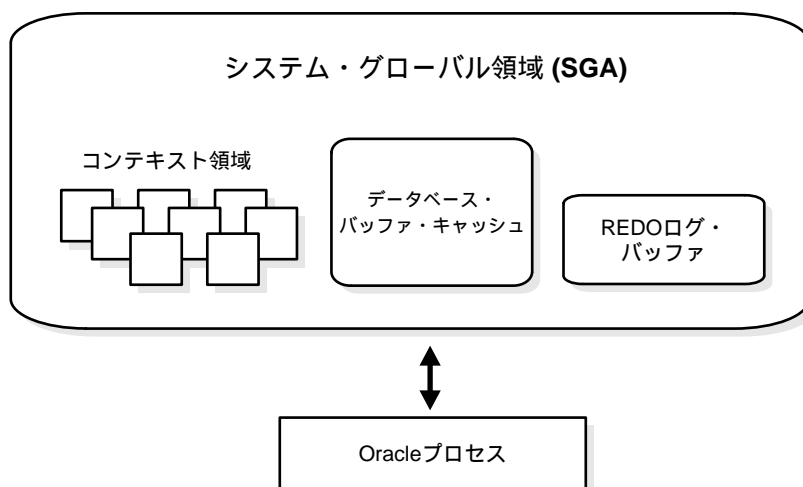 システム・グローバル領域 (SGA)
コンテキスト領域
データベース・
バッファ・キャッシュ
REDOログ・
バッファ
Oracleプロセス